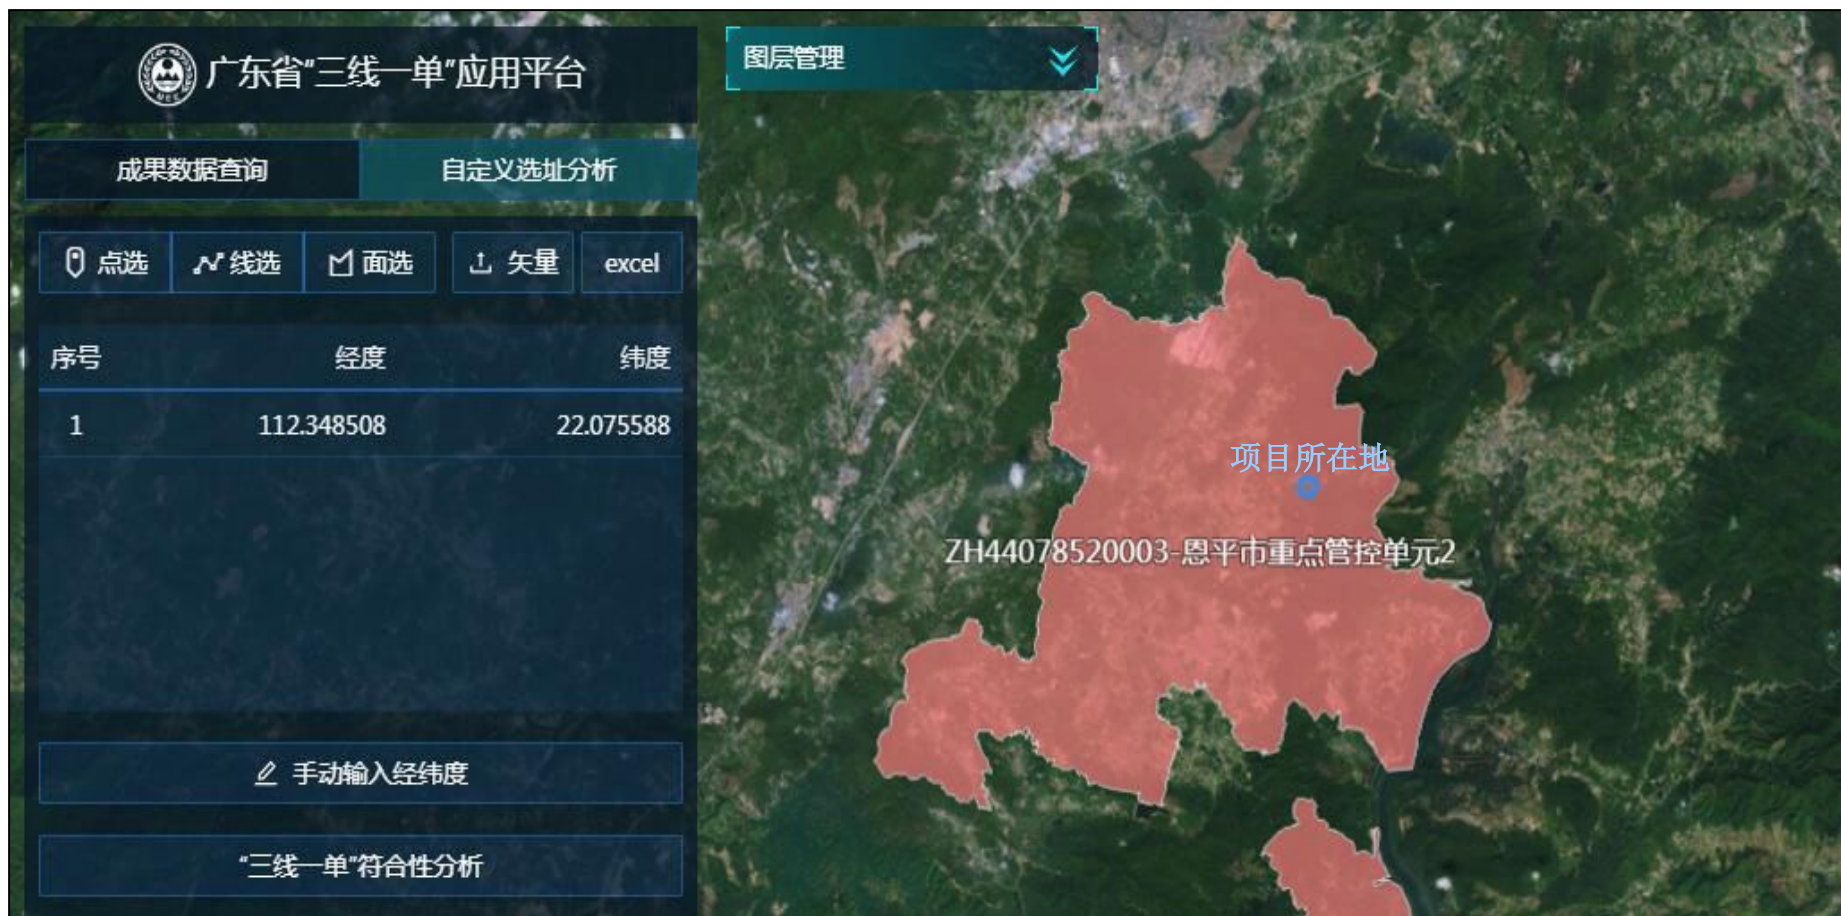 广东省"三线一单"应用平台
图层管理
成果数据查询 自定义选址分析
点选 线选 面选 矢量 excel
序号 经度 纬度
1 112.348508 22.075588
项目所在地
ZH44078520003-恩平市重点管控单元2
手动输入经纬度
"三线一单"符合性分析